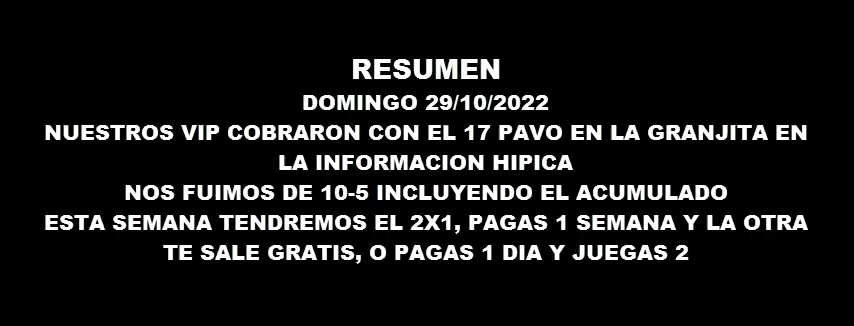 RESUMEN
DOMINGO 29/10/2022
NUESTROS VIP COBRARON CON EL 17 PAVO EN LA GRANJITA EN
LA INFORMACION HIPICA
NOS FUIMOS DE 10-5 INCLUYENDO EL ACUMULADO
ESTA SEMANA TENDREMOS EL 2X1, PAGAS 1 SEMANA Y LA OTRA
TE SALE GRATIS, O PAGAS 1 DIA Y JUEGAS 2